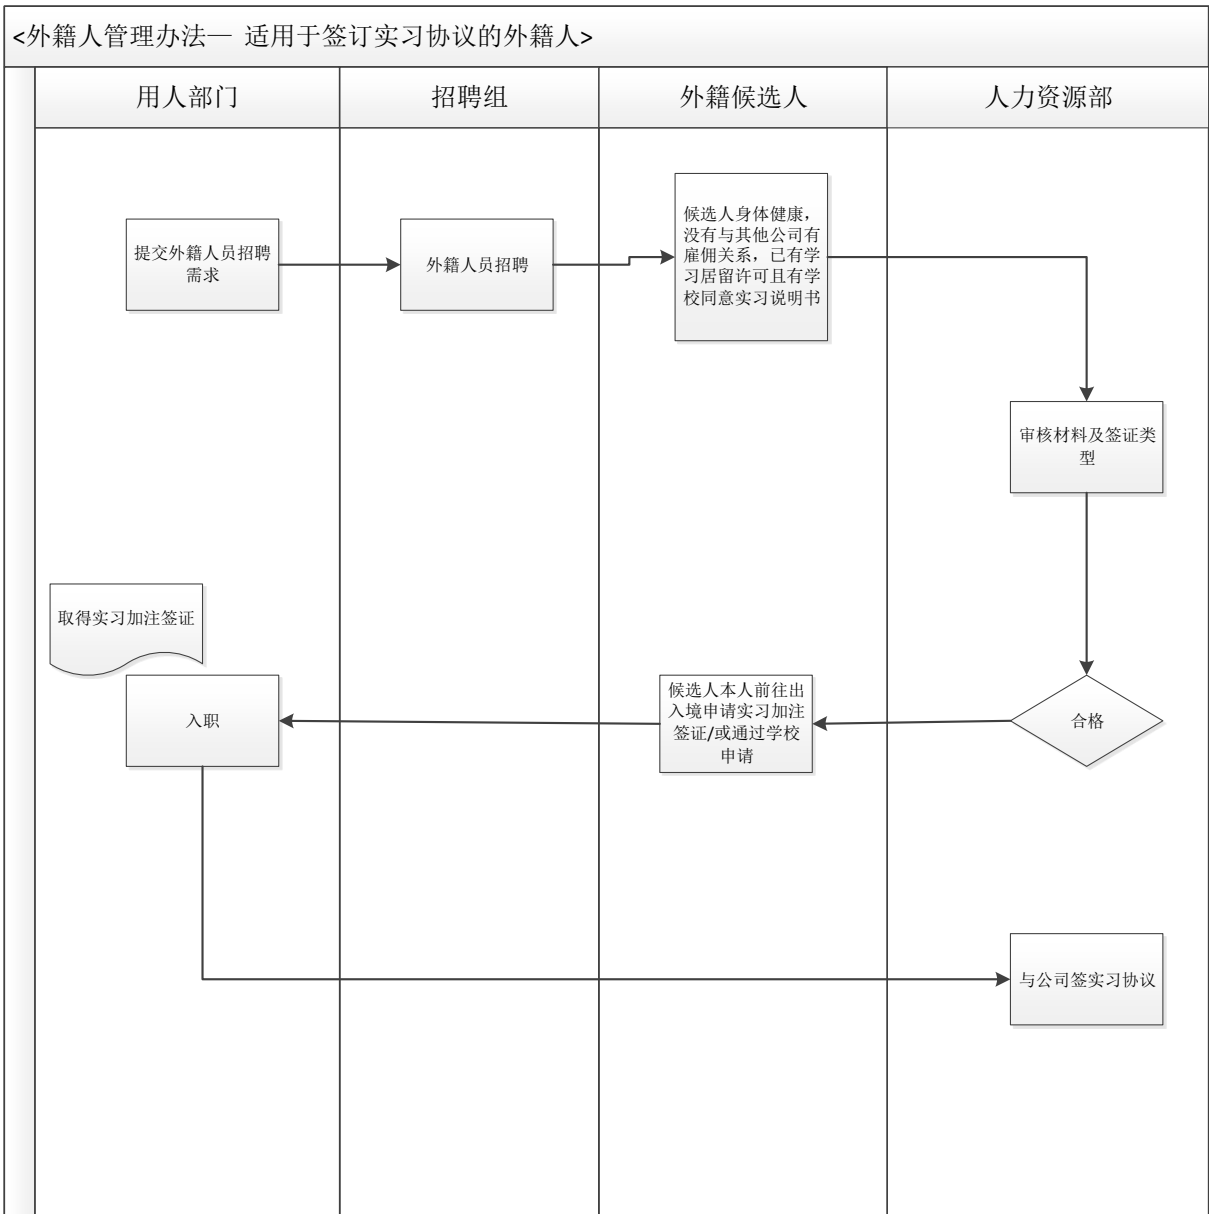 <外籍人管理办法— 适用于签订实习协议的外籍人>
用人部门
招聘组
外籍候选人
人力资源部
提交外籍人员招聘
需求
外籍人员招聘
候选人身体健康，
没有与其他公司有
雇佣关系，已有学
习居留许可且有学
校同意实习说明书
审核材料及签证类
型
取得实习加注签证
入职
候选人本人前往出
入境申请实习加注
签证/或通过学校
申请
合格
与公司签实习协议